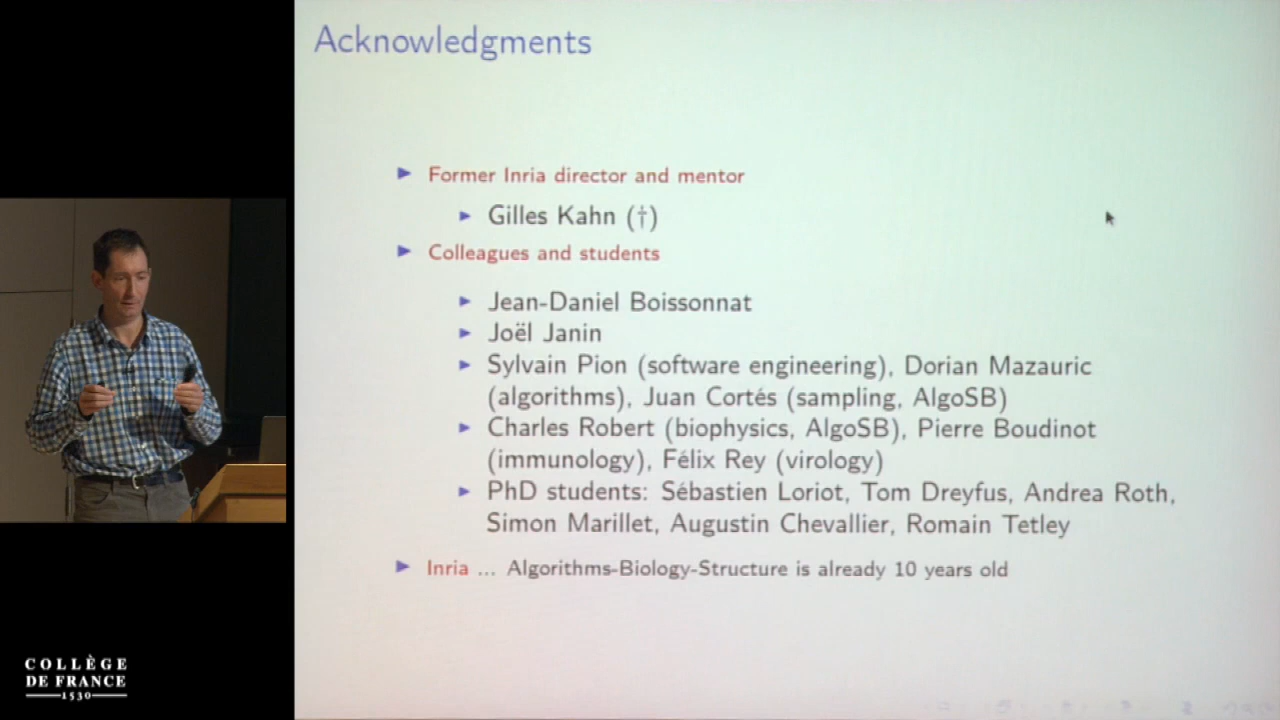 Acknowledgments
Former Inria director and mentor
Gilles Kahn (†)
Colleagues and students
Jean-Daniel Boissonnat
Joël Janin
Sylvain Pion (software engineering), Dorian Mazauric
(algorithms), Juan Cortés (sampling, AlgoSB)
Charles Robert (biophysics, AlgoSB), Pierre Boudinot
(immunology), Félix Rey (virology)
PhD students: Sébastien Loriot, Tom Dreyfus, Andrea Roth,
Simon Marillet, Augustin Chevallier, Romain Tetley
Inria ... Algorithms-Biology-Structure is already 10 years old
COLLÈGE
DE FRANCE
1530